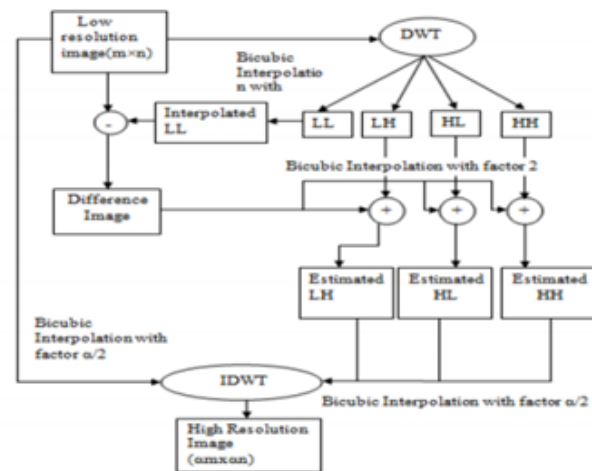 Low
resolution
image(m×n)
DWT
Bicubic
Interpolatio
n with
Interpolated
LL
LL
LH
HL
HH
-
Bicubic Interpolation with factor 2
Difference
Image
+
+
+
Estimated
LH
Estimated
HL
Estimated
HH
Bicubic
Interpolation with
factor α/2
IDWT
Bicubic Interpolation with factor α/2
High Resolution
Image
(αmxαn)